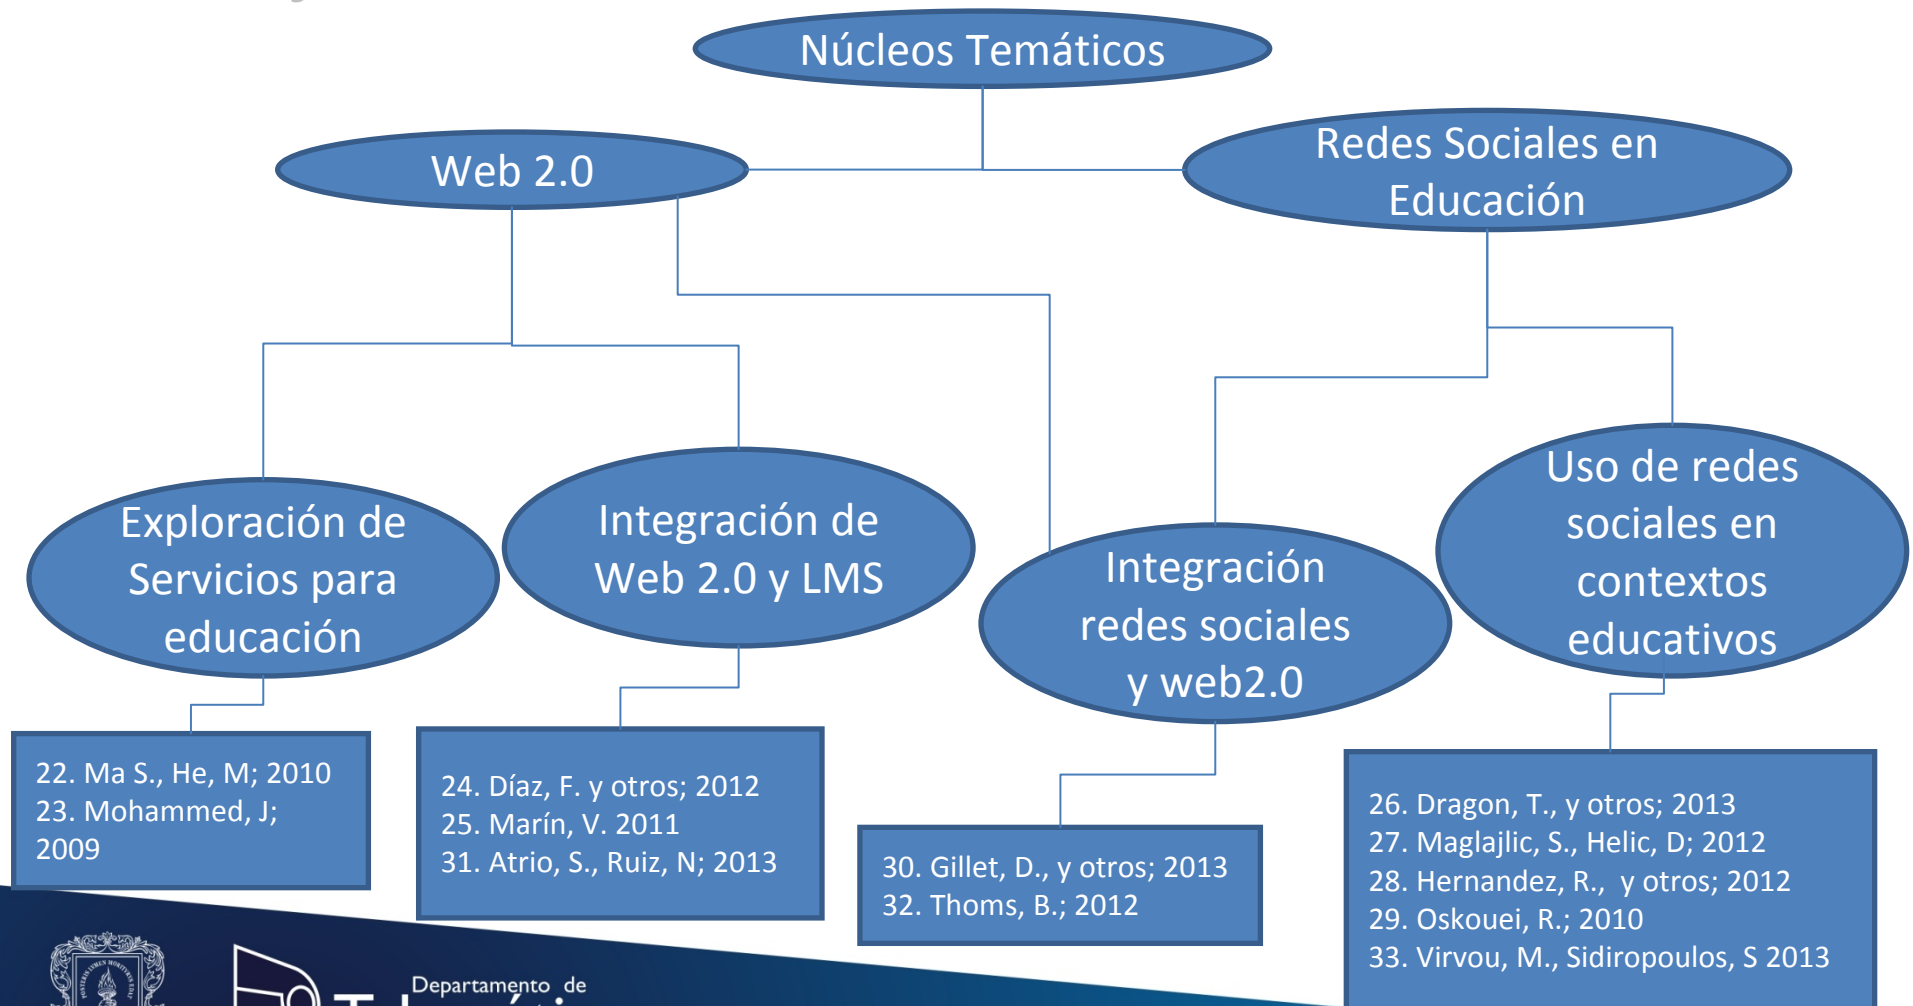 Núcleos Temáticos
Web 2.0
Redes Sociales en
Educación
Exploración de
Servicios para
educación
Integración de
Web 2.0 y LMS
Integración
redes sociales
y web2.0
Uso de redes
sociales en
contextos
educativos
22. Ma S., He, M; 2010
23. Mohammed, J;
2009
24. Díaz, F. y otros; 2012
25. Marín, V. 2011
31. Atrio, S., Ruiz, N; 2013
30. Gillet, D., y otros; 2013
32. Thoms, B.; 2012
26. Dragon, T., y otros; 2013
27. Maglajlic, S., Helic, D; 2012
28. Hernandez, R., y otros; 2012
29. Oskouei, R.; 2010
33. Virvou, M., Sidiropoulos, S 2013
Departamento de